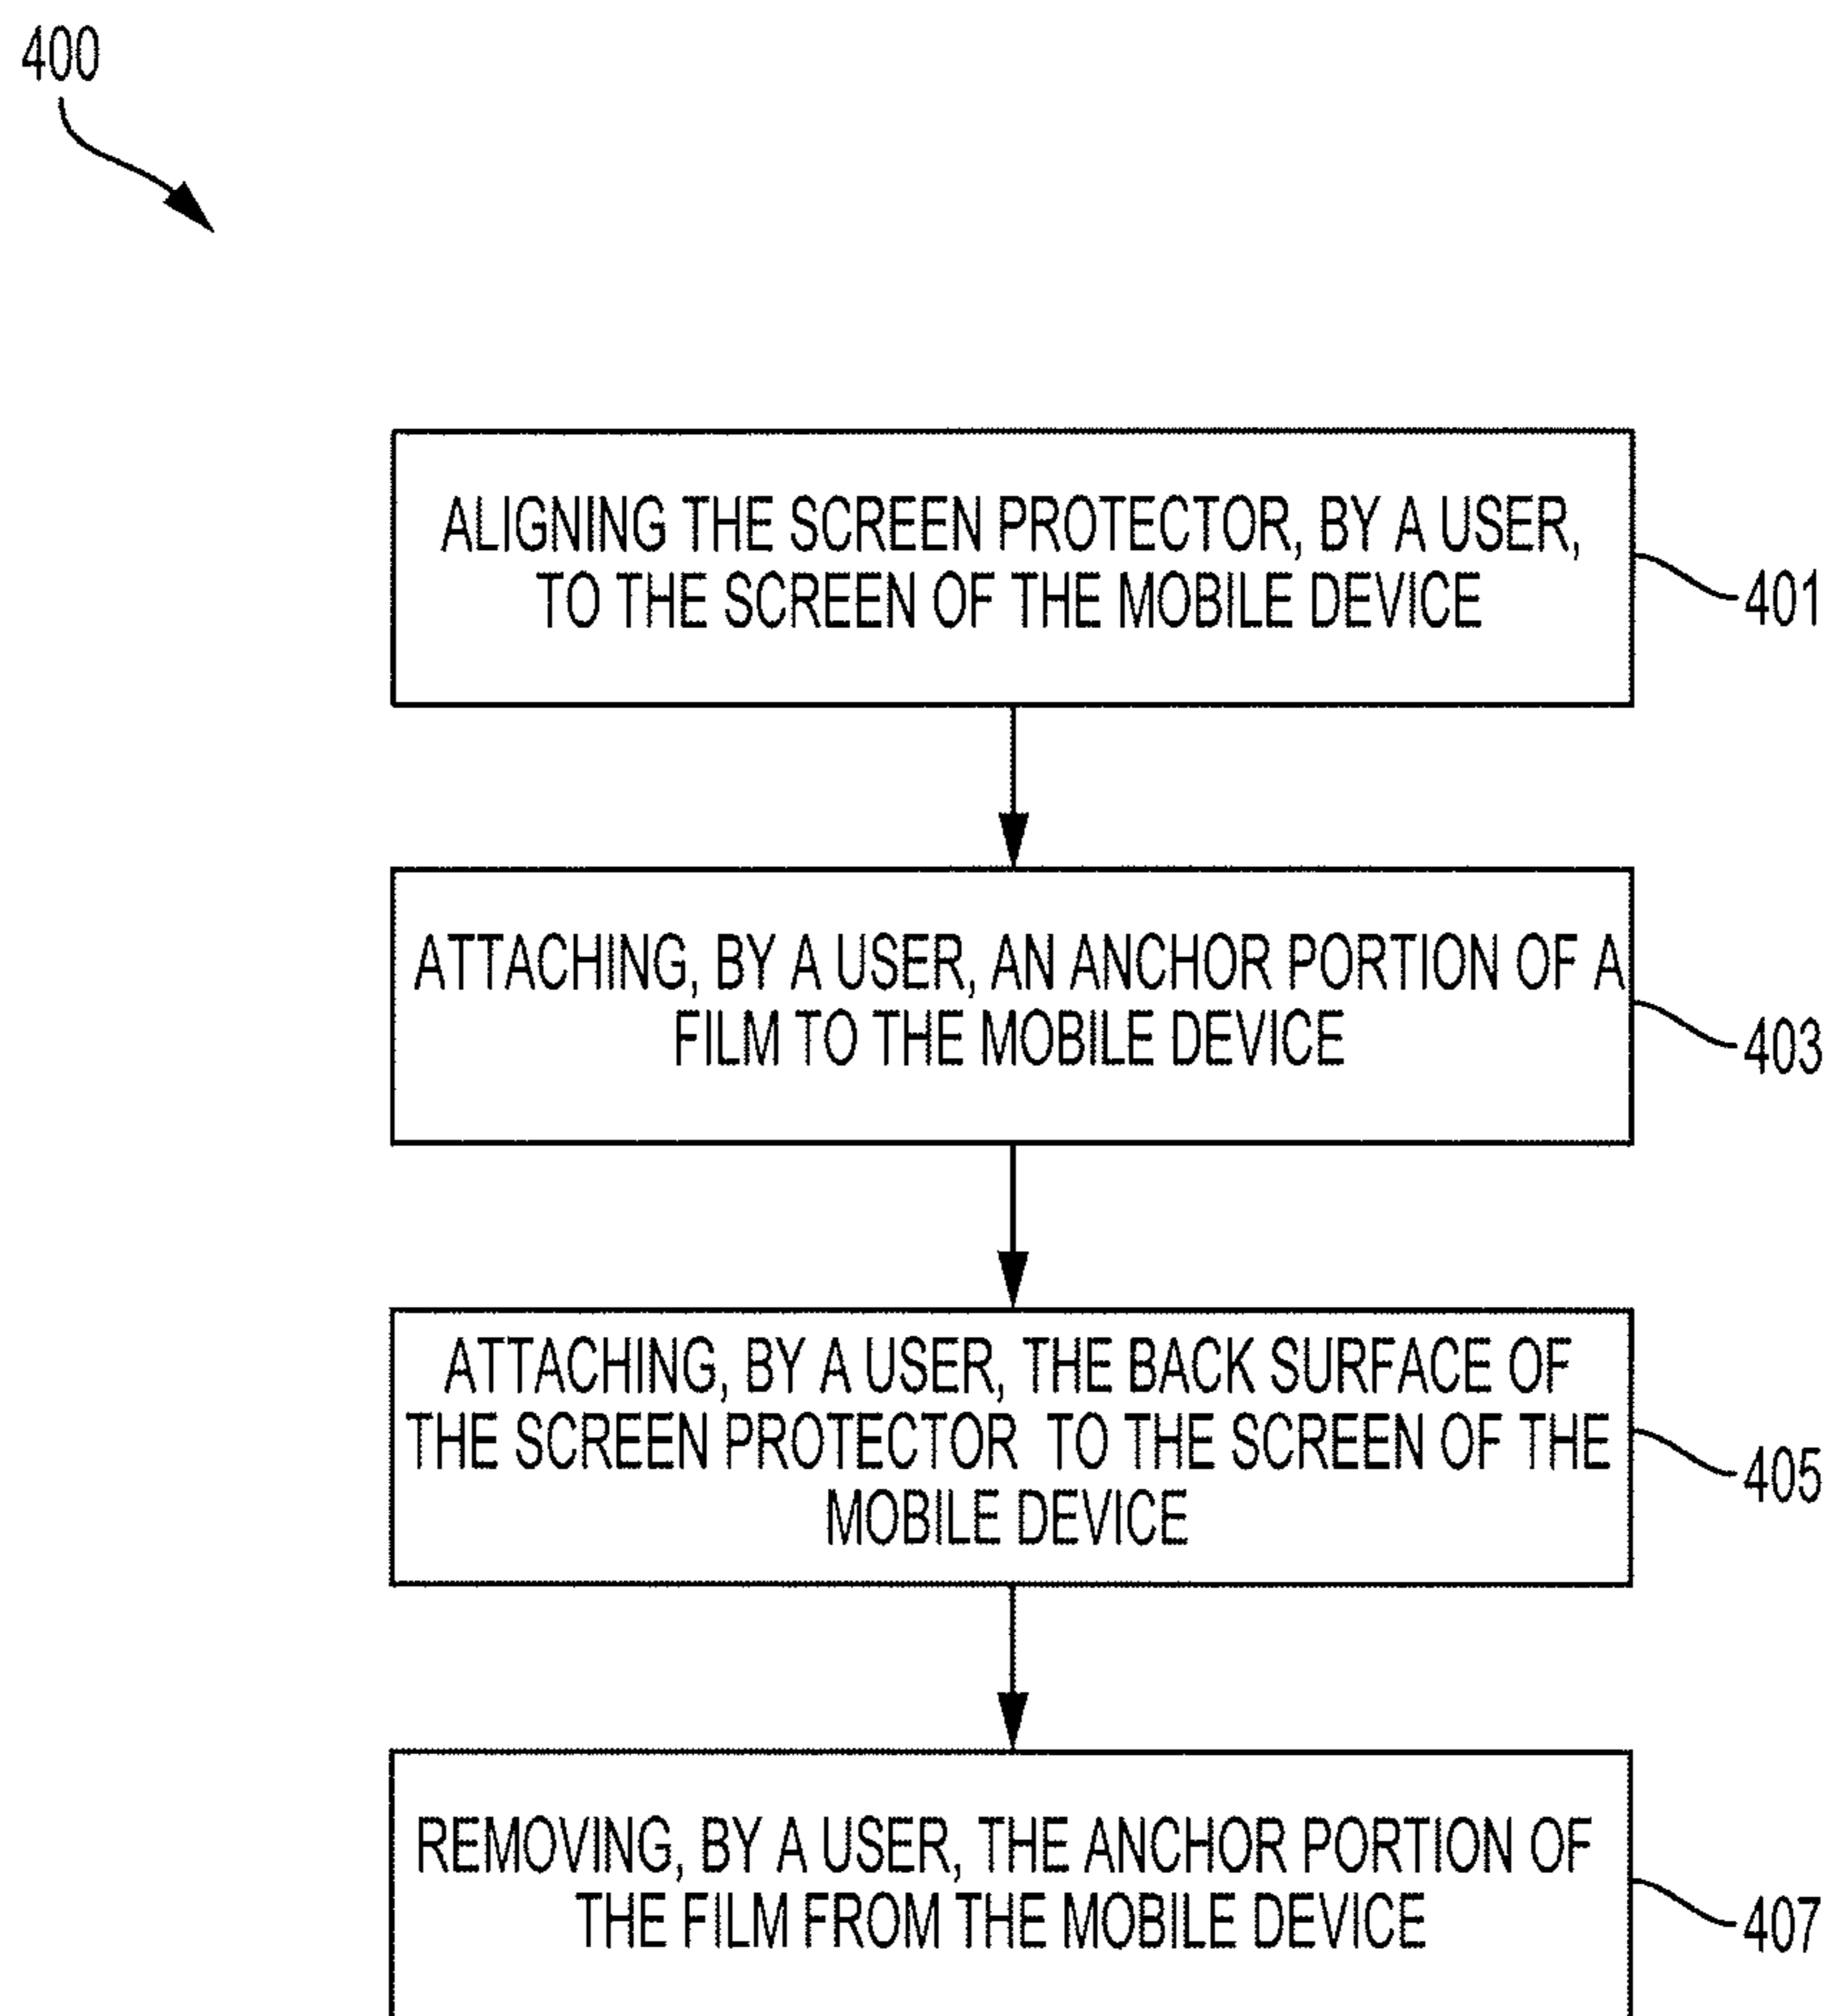 400
ALIGNING THE SCREEN PROTECTOR, BY A USER,
TO THE SCREEN OF THE MOBILE DEVICE
401
ATTACHING, BY A USER, AN ANCHOR PORTION OF A
FILM TO THE MOBILE DEVICE
403
ATTACHING, BY A USER, THE BACK SURFACE OF
THE SCREEN PROTECTOR TO THE SCREEN OF THE
MOBILE DEVICE
405
REMOVING, BY A USER, THE ANCHOR PORTION OF
THE FILM FROM THE MOBILE DEVICE
407